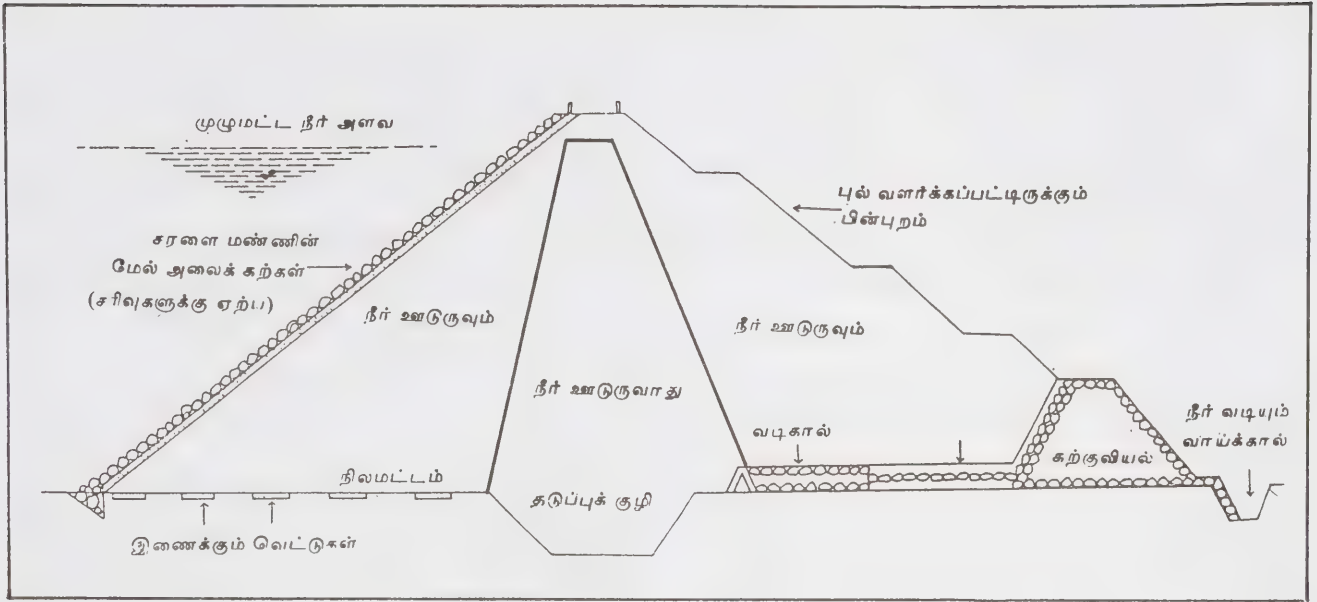 முழுமட்ட நீர் அளவ
புல் வளர்க்கப்பட்டிருக்கும்
பின்புறம்
சரளை மண்ணின்
மேல் அலைக் கற்கள்
(சரிவுகளுக்கு ஏற்ப)
நீர் ஊடுருவும்
நீர் ஊடுருவும்
நீர் ஊடுருவாது
வடிகால்
நீர் வடியும்
வாய்க்கால்
கற்குவியல்
நிலமட்டம்
தடுப்புக் குழி
இணைக்கும் வெட்டுகள்